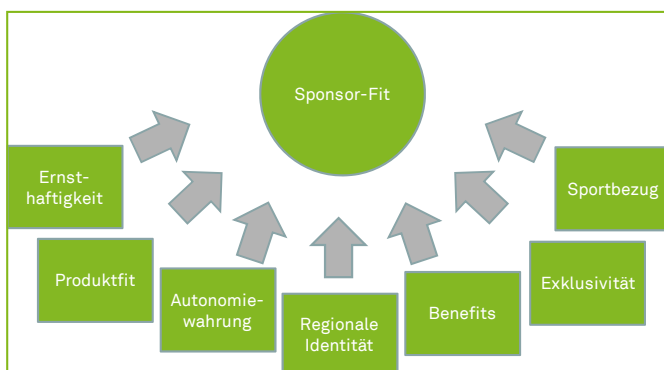 Sponsor-Fit
Ernst-
haftigkeit
Produktfit
Autonomie-
wahrung
Regionale
Identität
Benefits
Exklusivität
Sportbezug